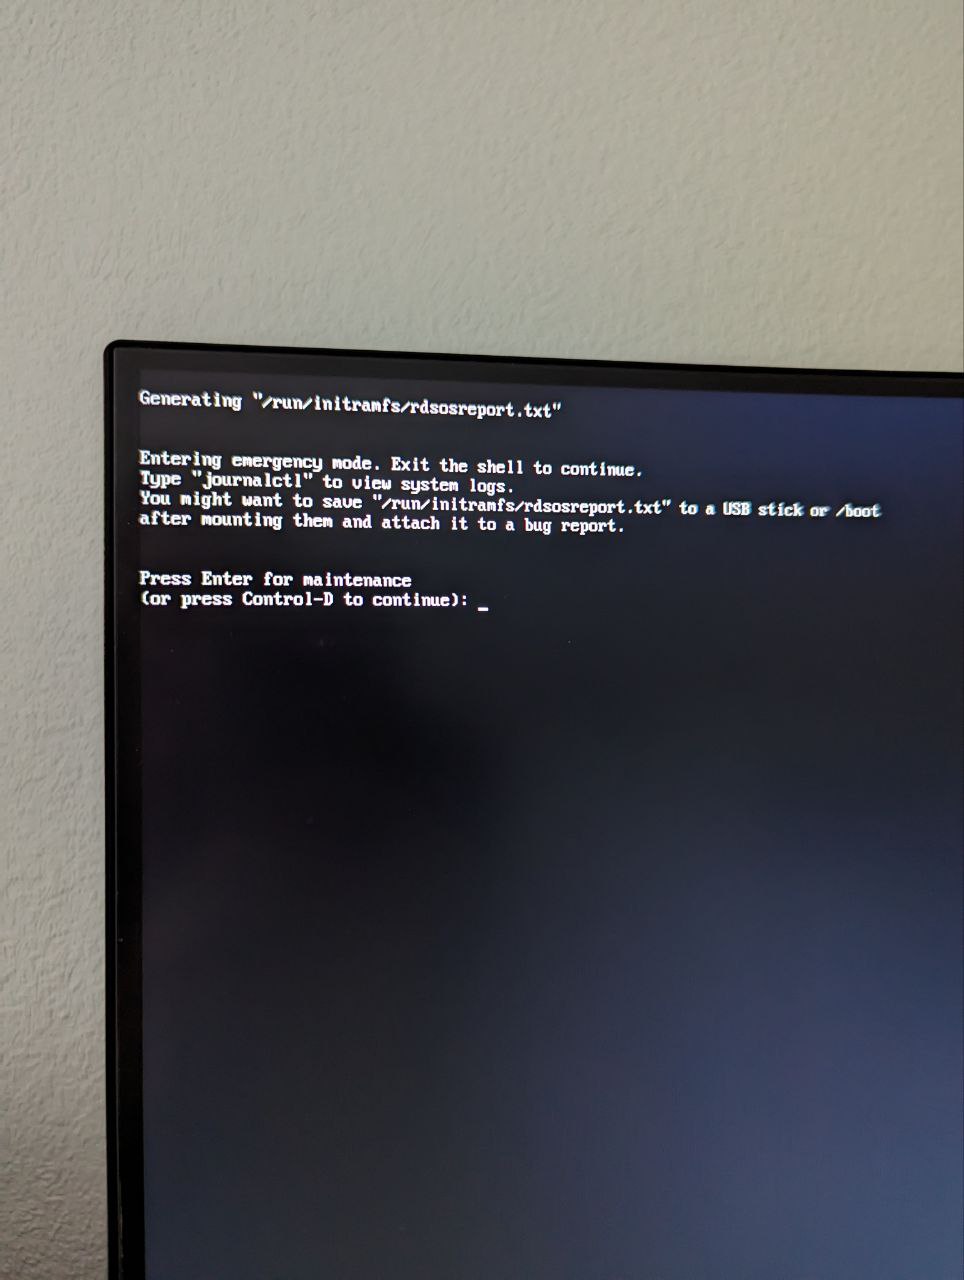 Generating "/run/initramfs/rdsosreport.txt"
Entering emergency mode. Exit the shell to continue.
Type "journalctl" to view system logs.
You might want to save "/run/initramfs/rdsosreport.txt" to a USB stick or /boot
after mounting them and attach it to a bug report.
Press Enter for maintenance
(or press Control-D to continue): _